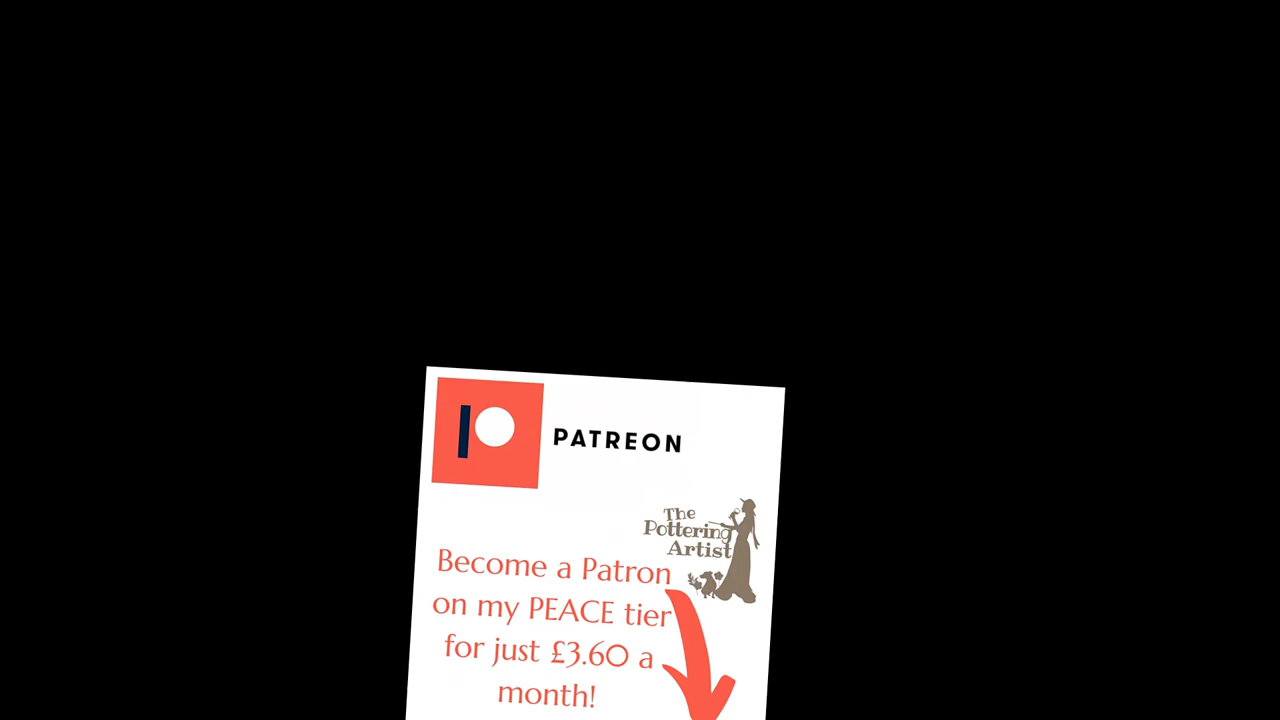 PATREON
The
Pottering
Artist
Become a Patron
on my PEACE tier
for just £3.60 a
month!